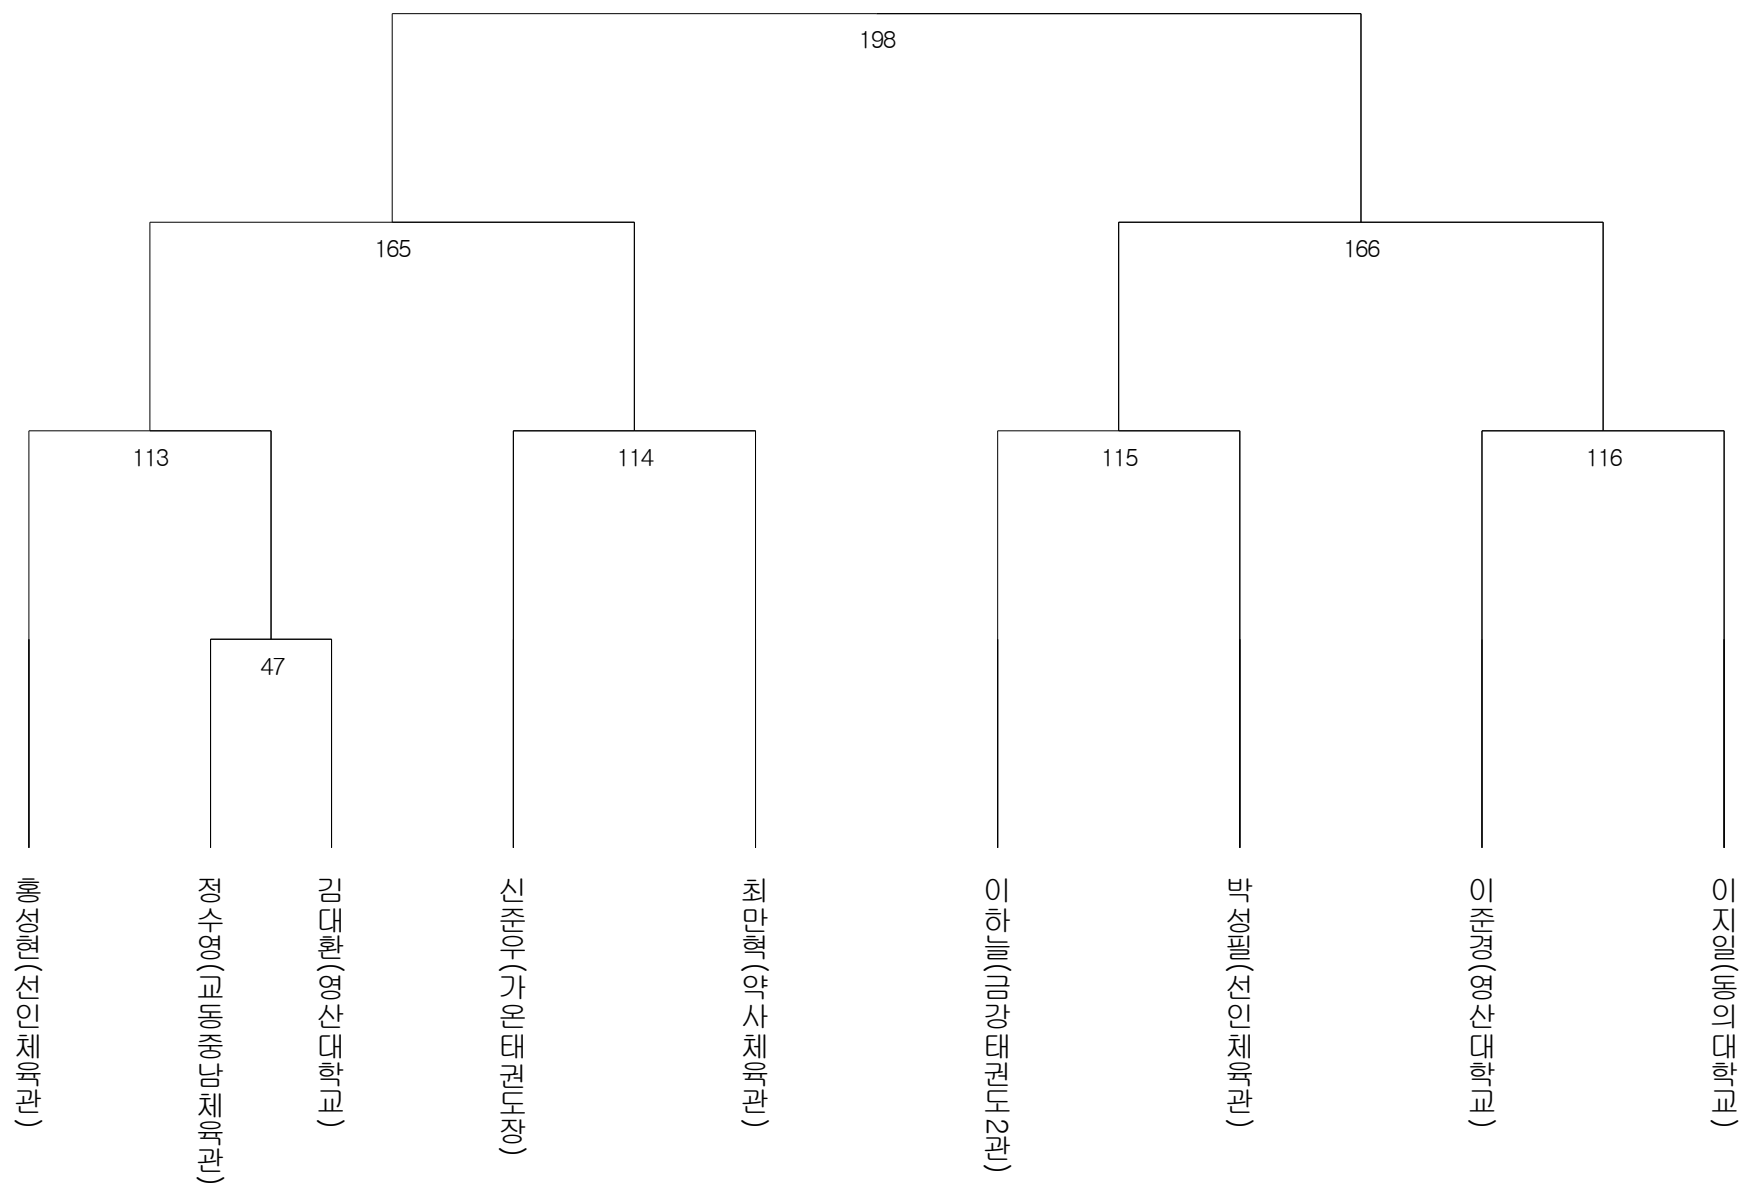 198
165
166
113
114
115
116
47
홍성현(선인체육관)
정수영(교동중남체육관)
김대환(영산대학교)
신준우(가온태권도장)
최만혁(약사체육관)
이하늘(금강태권도2관)
박성필(선인체육관)
이준경(영산대학교)
이지일(동의대학교)